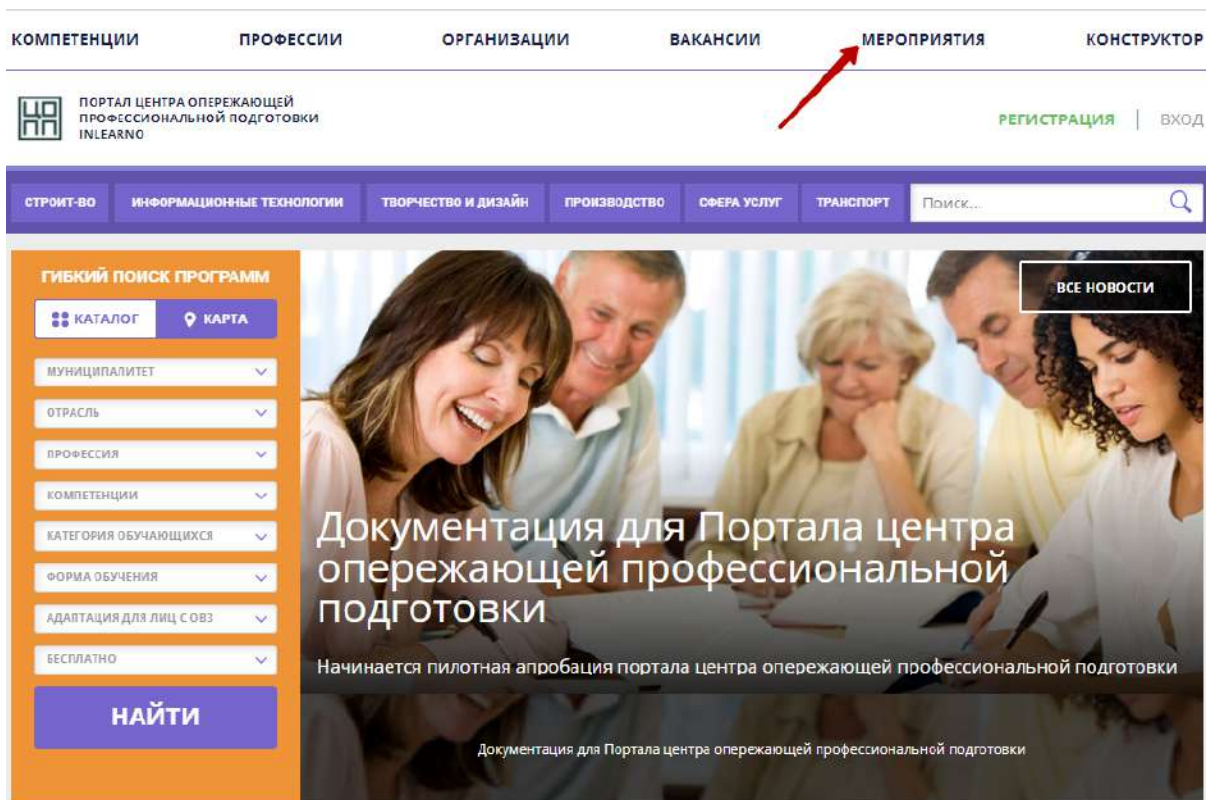 КОМПЕТЕНЦИИ ПРОФЕССИИ ОРГАНИЗАЦИИ ВАКАНСИИ МЕРОПРИЯТИЯ КОНСТРУКТОР
ЦО
ПП
ПОРТАЛ ЦЕНТРА ОПЕРЕЖАЮЩЕЙ
ПРОФЕССИОНАЛЬНОЙ ПОДГОТОВКИ
INLEARNO
РЕГИСТРАЦИЯ | ВХОД
СТРОИТ-ВО ИНФОРМАЦИОННЫЕ ТЕХНОЛОГИИ ТВОРЧЕСТВО И ДИЗАЙН ПРОИЗВОДСТВО СФЕРА УСЛУГ ТРАНСПОРТ Поиск...
ГИБКИЙ ПОИСК ПРОГРАММ
КАТАЛОГ КАРТА
МУНИЦИПАЛИТЕТ
ОТРАСЛЬ
ПРОФЕССИЯ
КОМПЕТЕНЦИИ
КАТЕГОРИЯ ОБУЧАЮЩИХСЯ
ФОРМА ОБУЧЕНИЯ
АДАПТАЦИЯ ДЛЯ ЛИЦ С ОВЗ
БЕСПЛАТНО
НАЙТИ
ВСЕ НОВОСТИ
Документация для Портала центра
опережающей профессиональной
подготовки
Начинается пилотная апробация портала центра опережающей профессиональной подготовки
Документация для Портала центра опережающей профессиональной подготовки